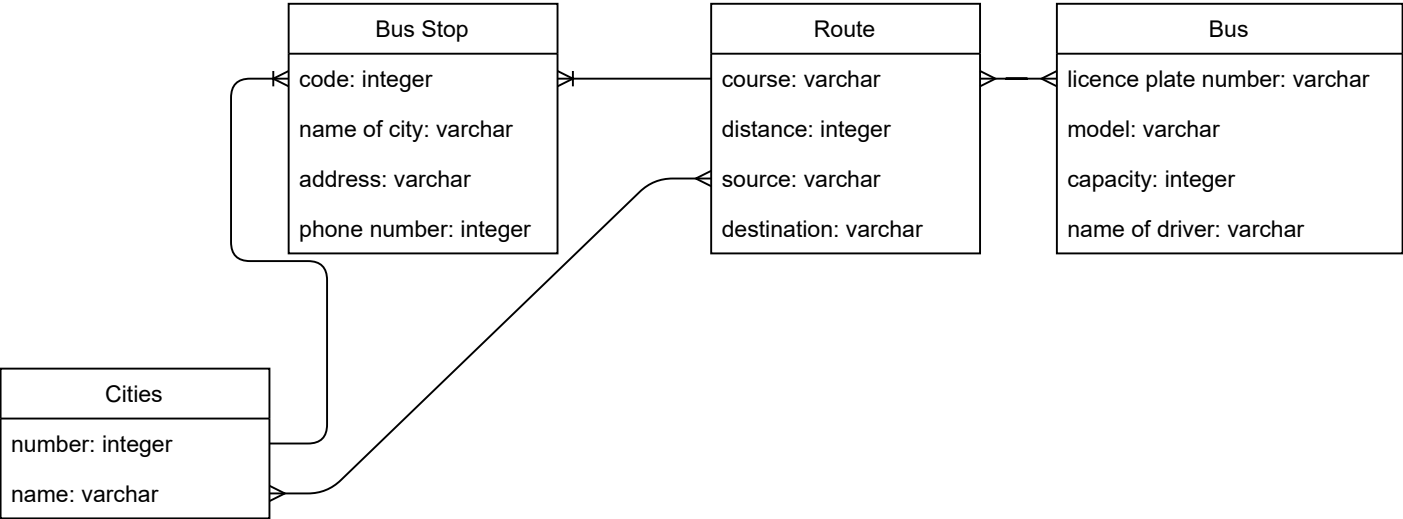 Bus Stop
code: integer
name of city: varchar
address: varchar
phone number: integer
Route
course: varchar
distance: integer
source: varchar
destination: varchar
Bus
licence plate number: varchar
model: varchar
capacity: integer
name of driver: varchar
Cities
number: integer
name: varchar